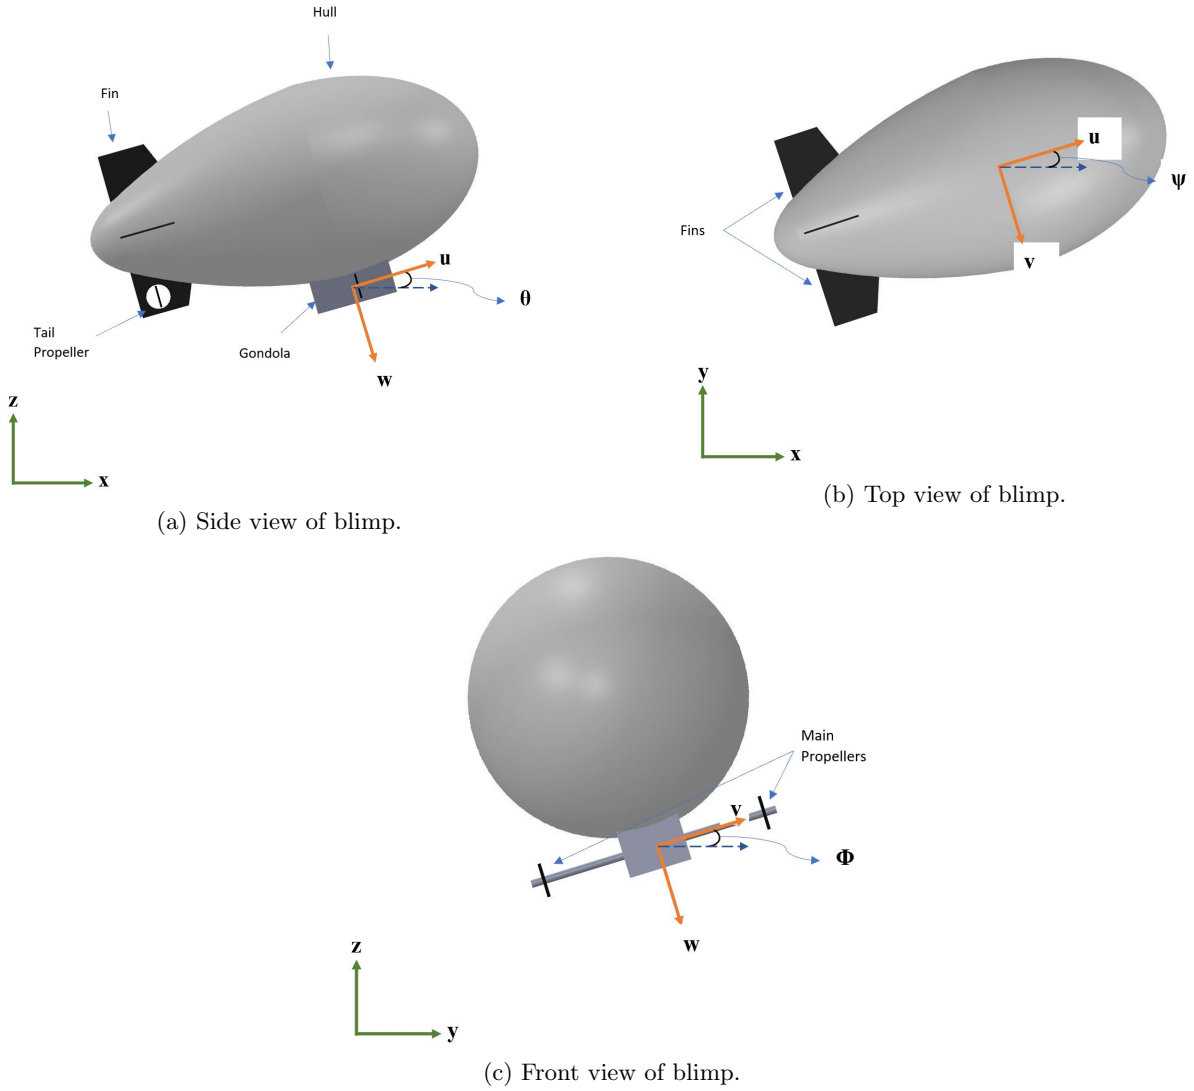 Hull
Fin
u
θ
Tail
Propeller
Gondola
w
z
x
(a) Side view of blimp.
u
ψ
Fins
v
y
x
(b) Top view of blimp.
Main
Propellers
v
Φ
w
z
y
(c) Front view of blimp.